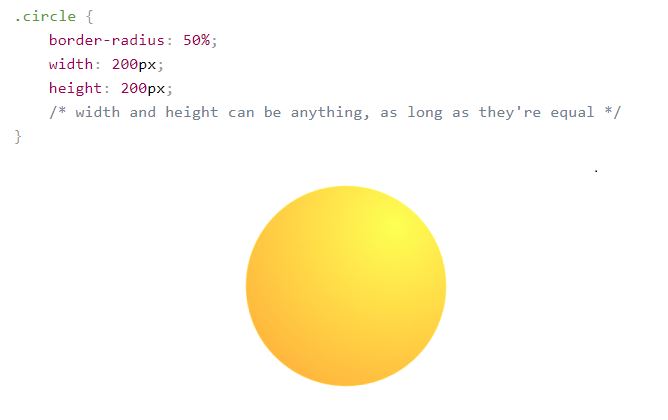 .circle {
    border-radius: 50%;
    width: 200px;
    height: 200px;
    /* width and height can be anything, as long as they're equal */
}
.